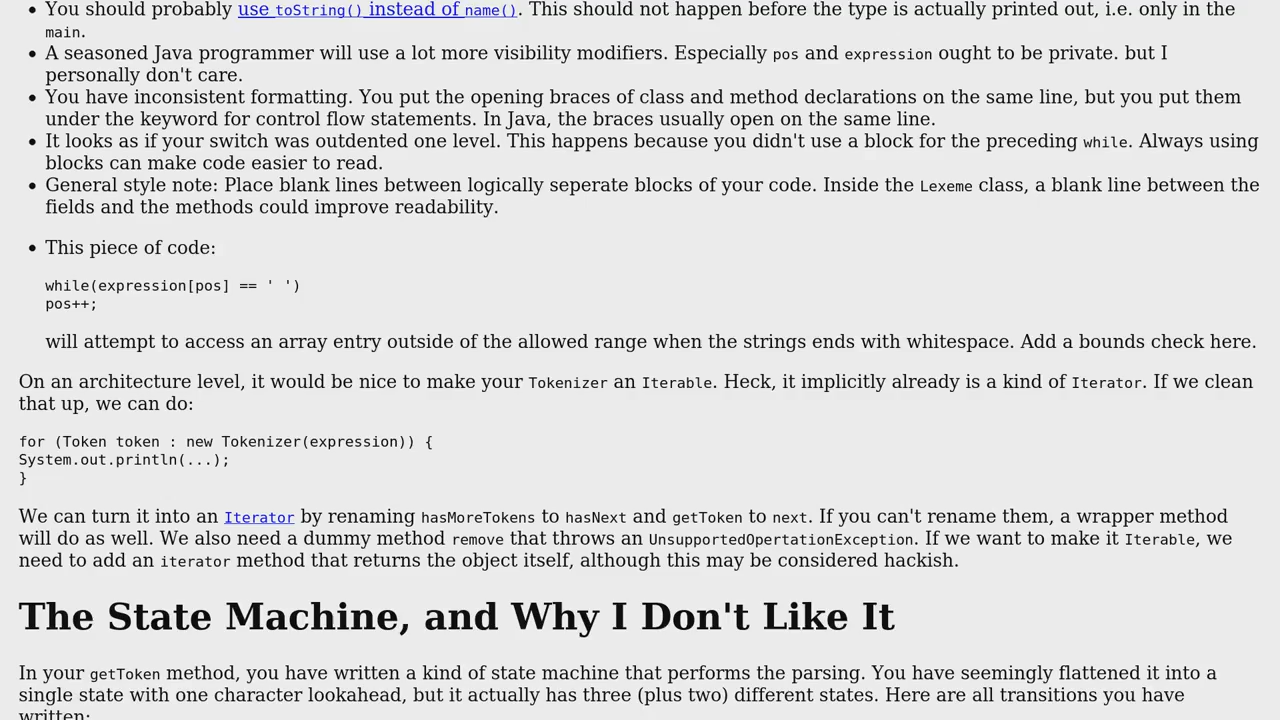 • You should probably use toString() instead of name(). This should not happen before the type is actually printed out, i.e. only in the
main.
• A seasoned Java programmer will use a lot more visibility modifiers. Especially pos and expression ought to be private. but I
personally don't care.
• You have inconsistent formatting. You put the opening braces of class and method declarations on the same line, but you put them
under the keyword for control flow statements. In Java, the braces usually open on the same line.
• It looks as if your switch was outdented one level. This happens because you didn't use a block for the preceding while. Always using
blocks can make code easier to read.
• General style note: Place blank lines between logically seperate blocks of your code. Inside the Lexeme class, a blank line between the
fields and the methods could improve readability.
• This piece of code:
while(expression[pos] == ' ')
pos++;
will attempt to access an array entry outside of the allowed range when the strings ends with whitespace. Add a bounds check here.
On an architecture level, it would be nice to make your Tokenizer an Iterable. Heck, it implicitly already is a kind of Iterator. If we clean
that up, we can do:
for (Token token : new Tokenizer(expression)) {
System.out.println(...);
}
We can turn it into an Iterator by renaming hasMoreTokens to hasNext and getToken to next. If you can't rename them, a wrapper method
will do as well. We also need a dummy method remove that throws an UnsupportedOpertationException. If we want to make it Iterable, we
need to add an iterator method that returns the object itself, although this may be considered hackish.
The State Machine, and Why I Don't Like It
In your getToken method, you have written a kind of state machine that performs the parsing. You have seemingly flattened it into a
single state with one character lookahead, but it actually has three (plus two) different states. Here are all transitions you have
written: